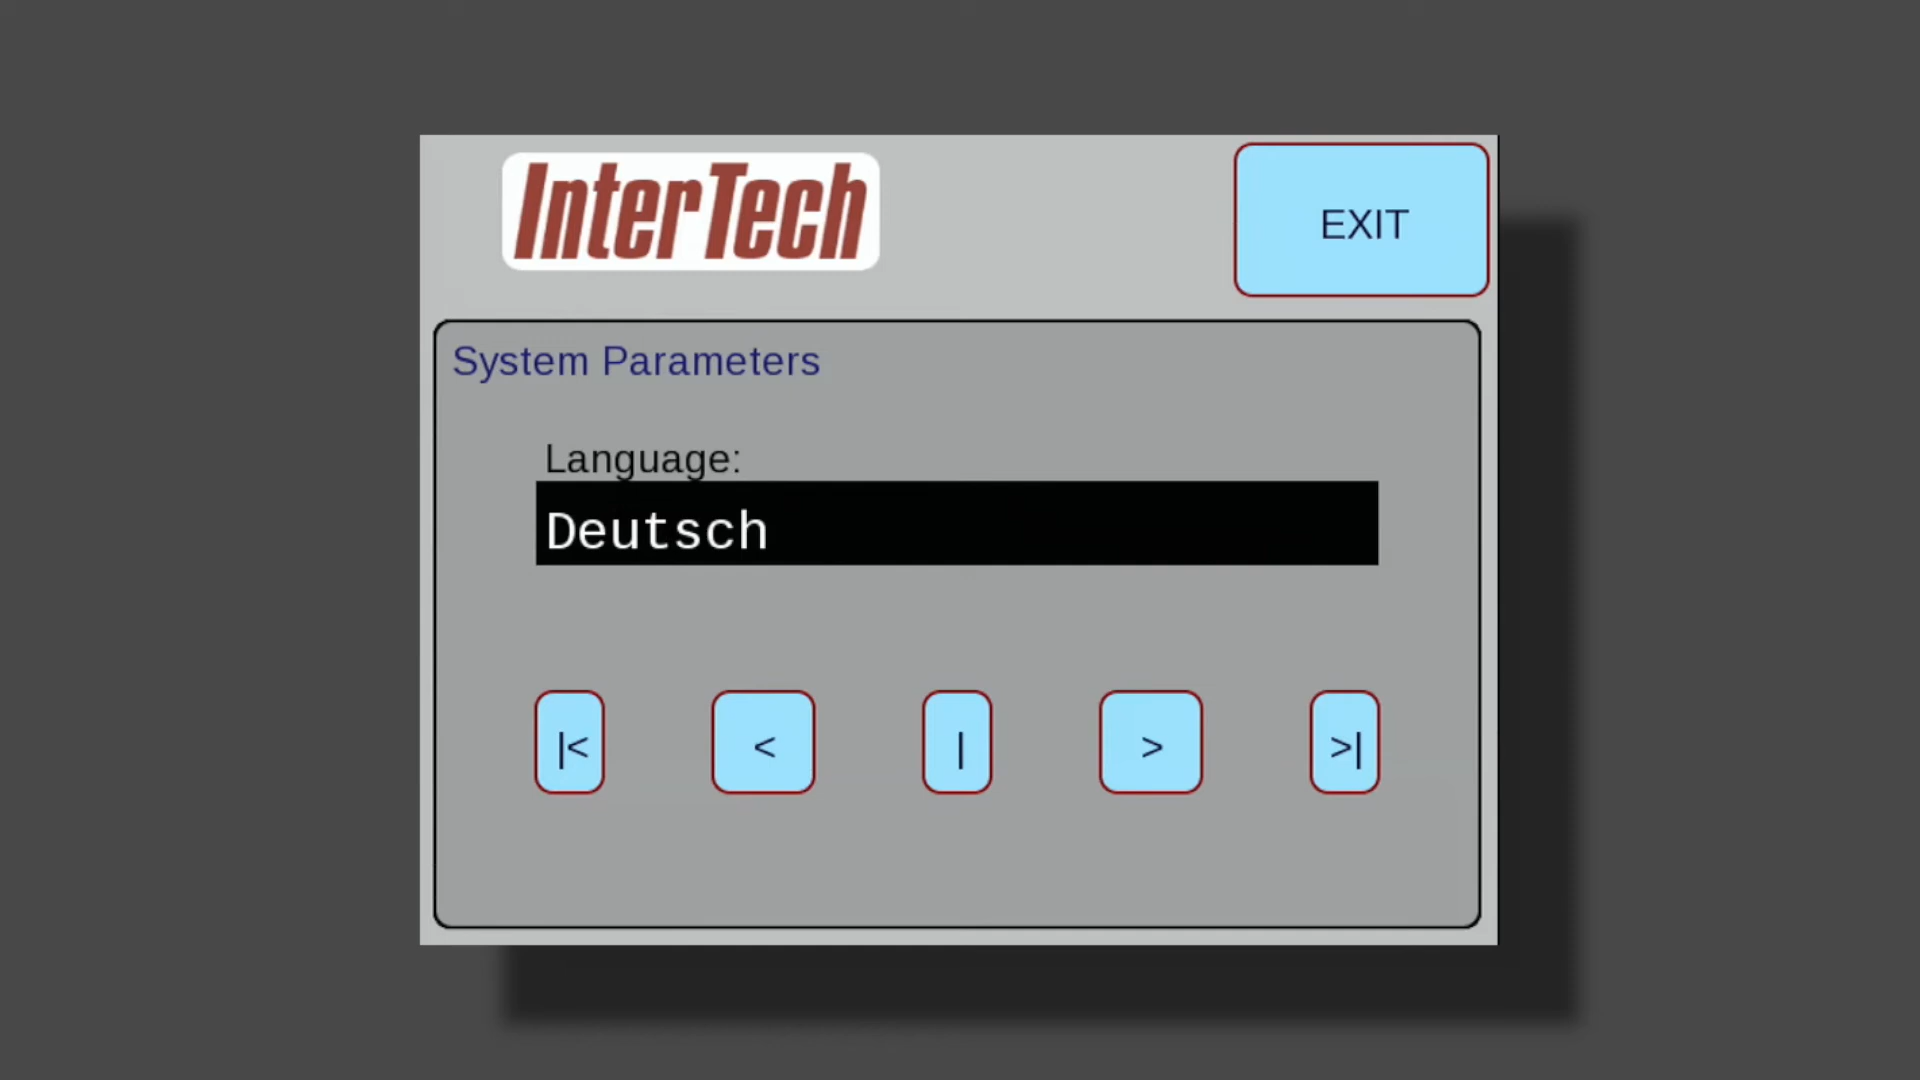 InterTech
EXIT
System Parameters
Language:
Deutsch
|< < | > >|